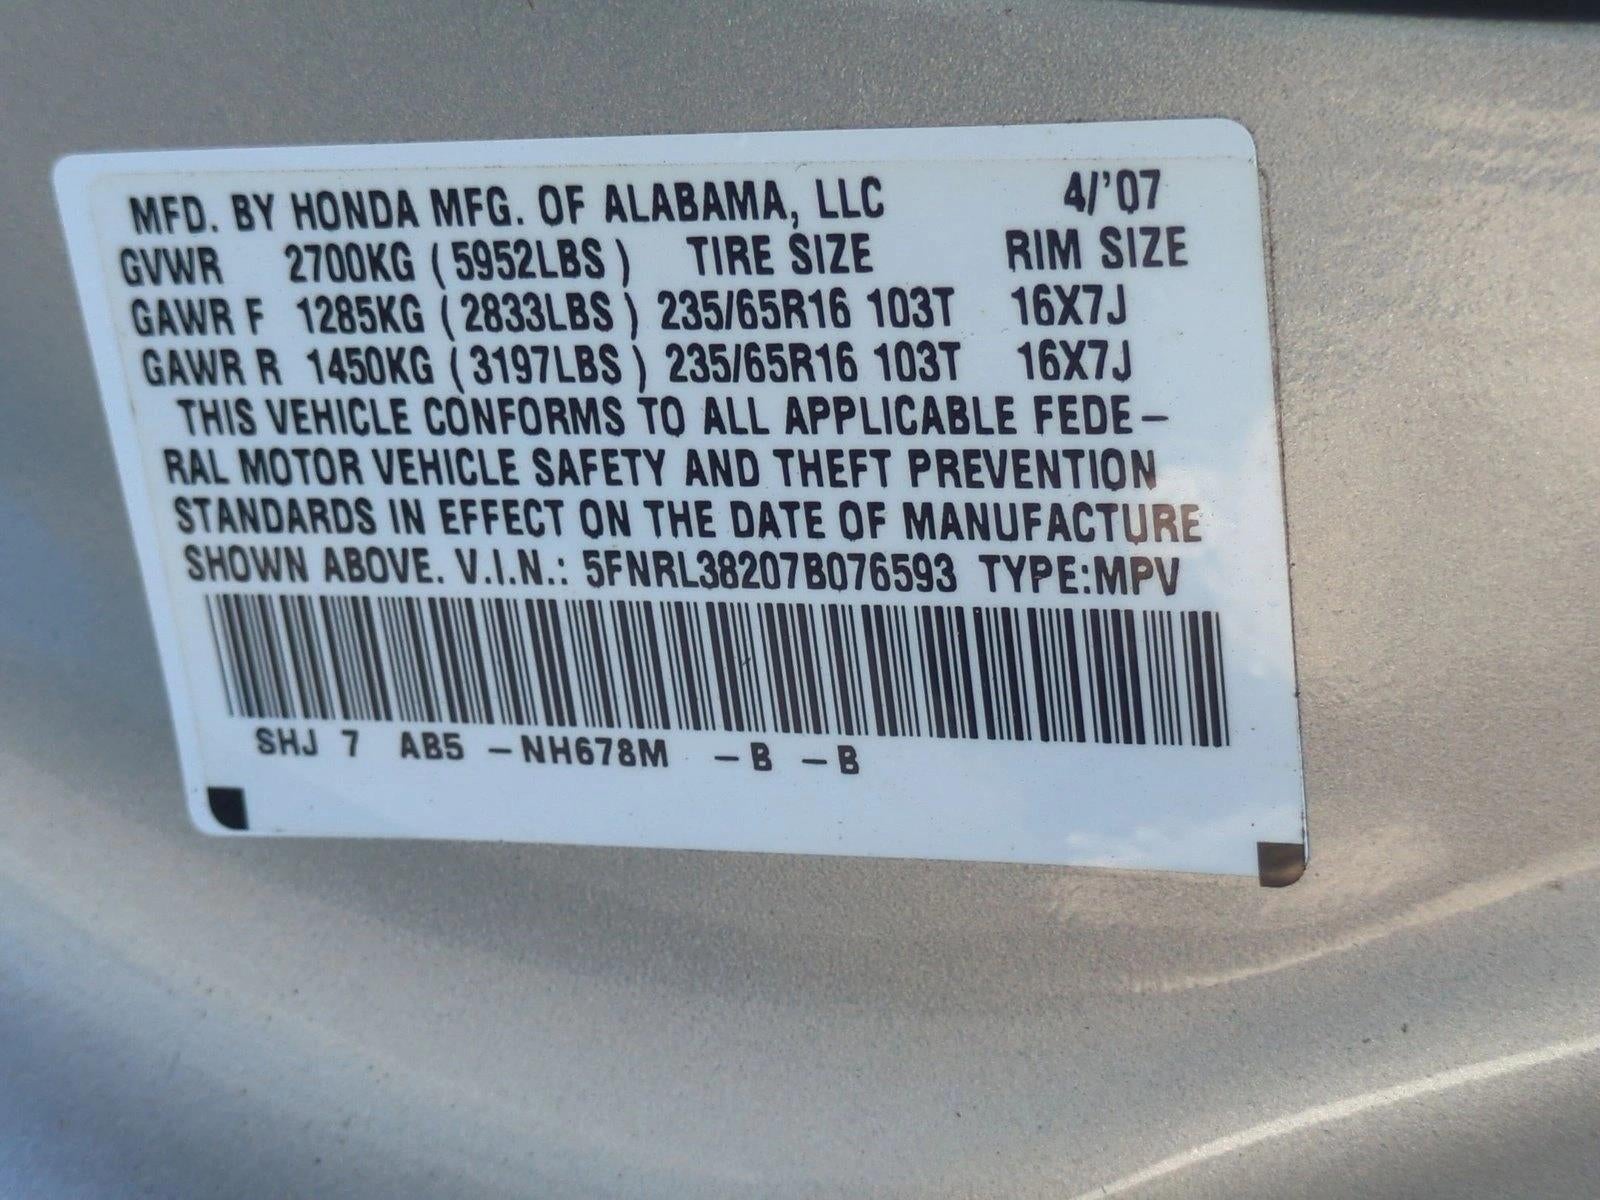 MFD. BY HONDA MFG. OF ALABAMA, LLC 4/'07
GVWR 2700KG ( 5952LBS ) TIRE SIZE RIM SIZE
GAWR F 1285KG ( 2833LBS ) 235/65R16 103T 16X7J
GAWR R 1450KG ( 3197LBS ) 235/65R16 103T 16X7J
THIS VEHICLE CONFORMS TO ALL APPLICABLE FEDE-
RAL MOTOR VEHICLE SAFETY AND THEFT PREVENTION
STANDARDS IN EFFECT ON THE DATE OF MANUFACTURE
SHOWN ABOVE. V.I.N.: 5FNRL38207B076593 TYPE:MPV
SHJ 7 AB5 -NH678M -B -B